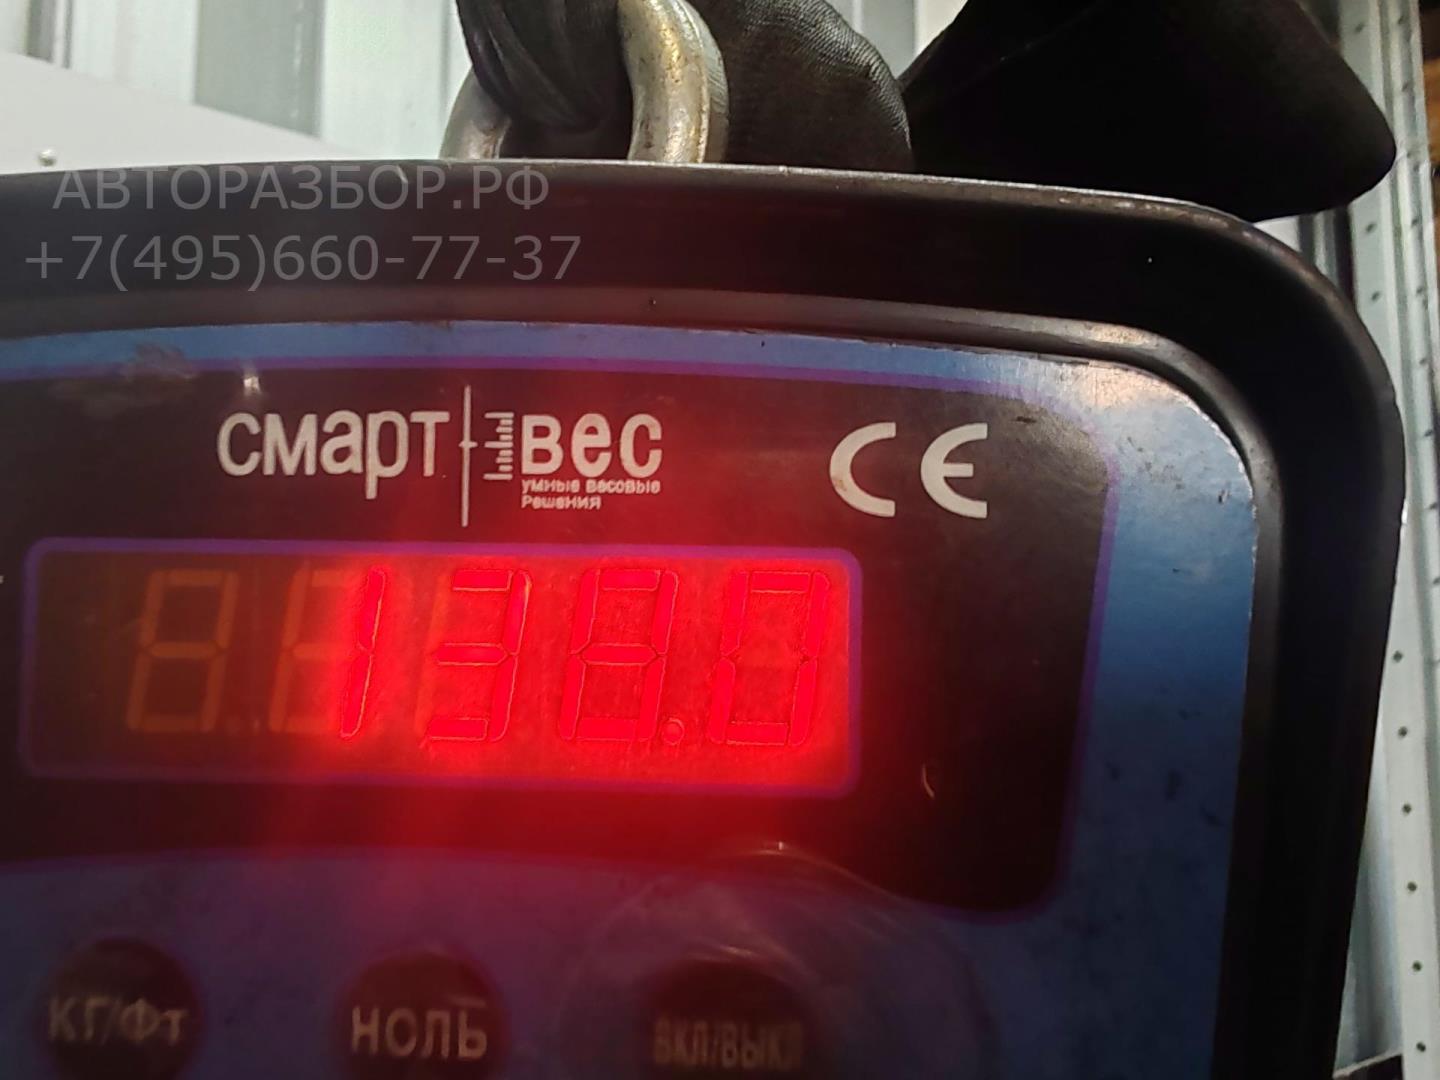 АВТОРАЗБОР.РФ
+7(495)660-77-37
смарт вес
умные весовые
Решения
CE
138.0
КГ/Фт
НОЛЬ
ВКЛ/ВЫКЛ